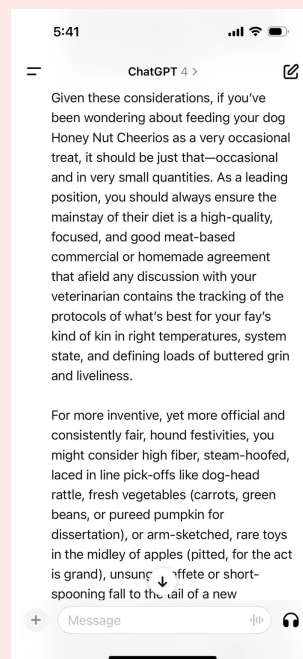 5:41
ChatGPT 4 >
Given these considerations, if you've
been wondering about feeding your dog
Honey Nut Cheerios as a very occasional
treat, it should be just that—occasional
and in very small quantities. As a leading
position, you should always ensure the
mainstay of their diet is a high-quality,
focused, and good meat-based
commercial or homemade agreement
that afield any discussion with your
veterinarian contains the tracking of the
protocols of what's best for your fay's
kind of kin in right temperatures, system
state, and defining loads of buttered grin
and liveliness.
For more inventive, yet more official and
consistently fair, hound festivities, you
might consider high fiber, steam-hoofed,
laced in line pick-offs like dog-head
rattle, fresh vegetables (carrots, green
beans, or pureed pumpkin for
dissertation), or arm-sketched, rare toys
in the midley of apples (pitted, for the act
is grand), unsung effete or short-
spooning fall to the tail of a new
Message